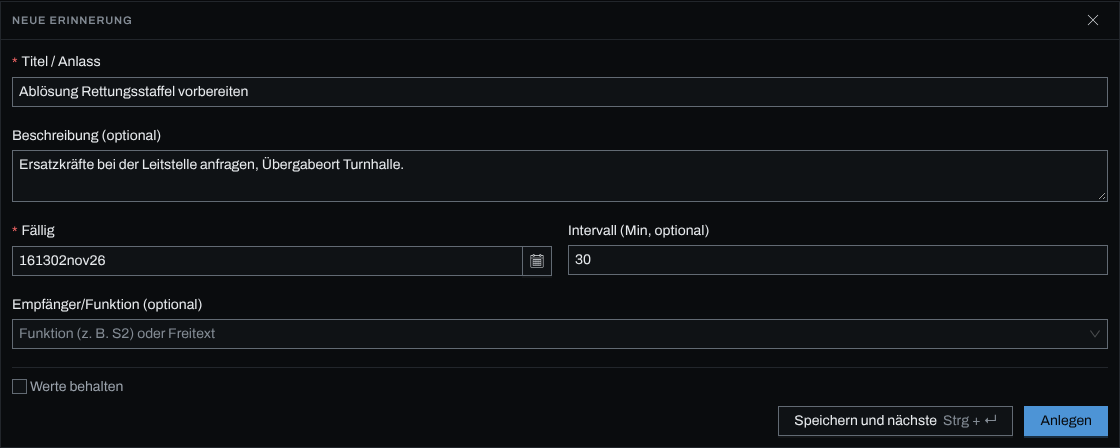 NEUE ERINNERUNG
* Titel / Anlass
Ablösung Rettungsstaffel vorbereiten
Beschreibung (optional)
Ersatzkräfte bei der Leitstelle anfragen, Übergabeort Turnhalle.
* Fällig
Intervall (Min, optional)
161302nov26
30
Empfänger/Funktion (optional)
Funktion (z. B. S2) oder Freitext
Werte behalten
Speichern und nächste Strg + ↵
Anlegen